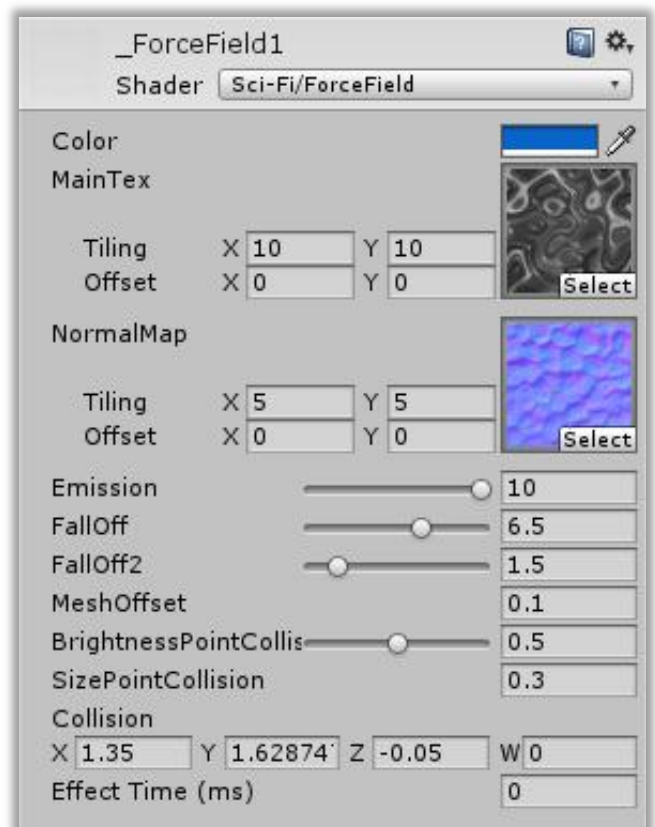 _ForceField1
Shader Sci-Fi/ForceField
Color
MainTex
Tiling X 10 Y 10
Offset X 0 Y 0
Select
NormalMap
Tiling X 5 Y 5
Offset X 0 Y 0
Select
Emission 10
FallOff 6.5
FallOff2 1.5
MeshOffset 0.1
BrightnessPointCollis 0.5
SizePointCollision 0.3
Collision
X 1.35 Y 1.62874 Z -0.05 W 0
Effect Time (ms) 0